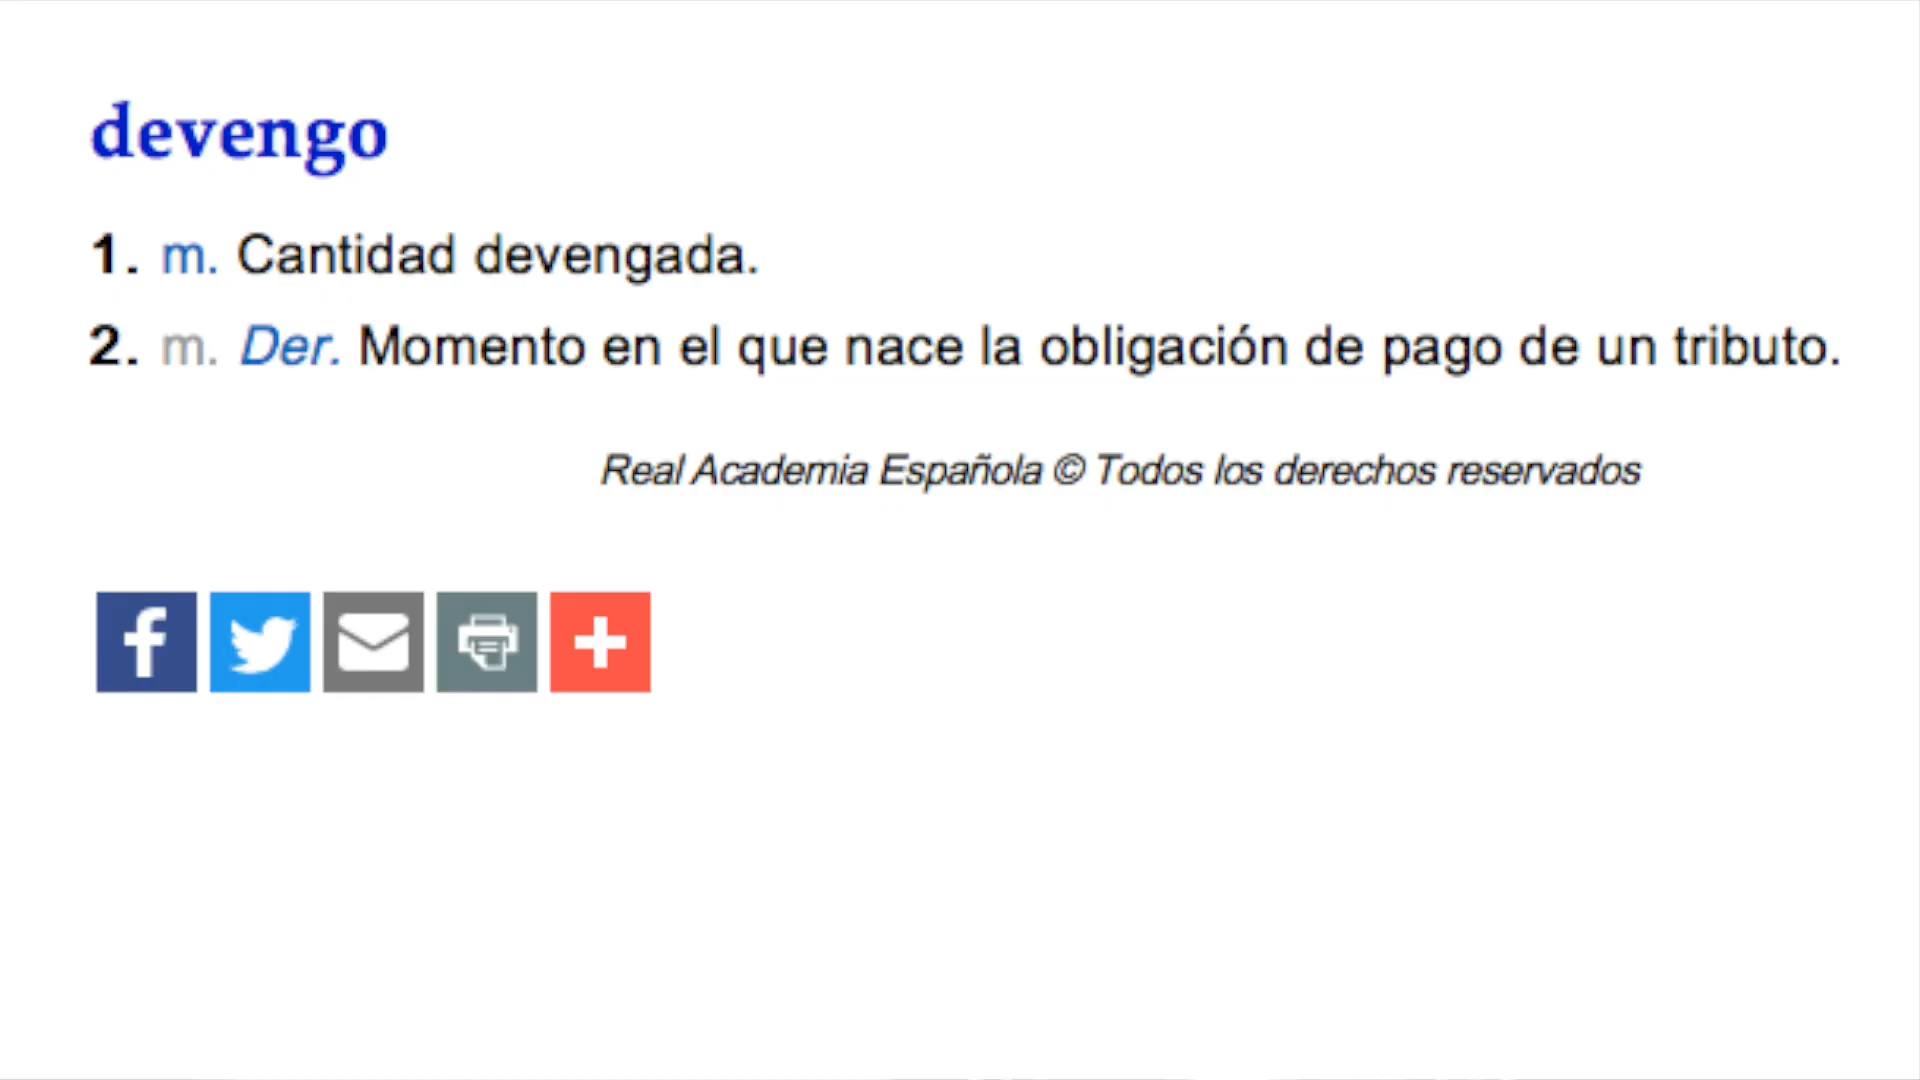 devengo
1. m. Cantidad devengada.
2. m. Der. Momento en el que nace la obligación de pago de un tributo.
Real Academia Española © Todos los derechos reservados